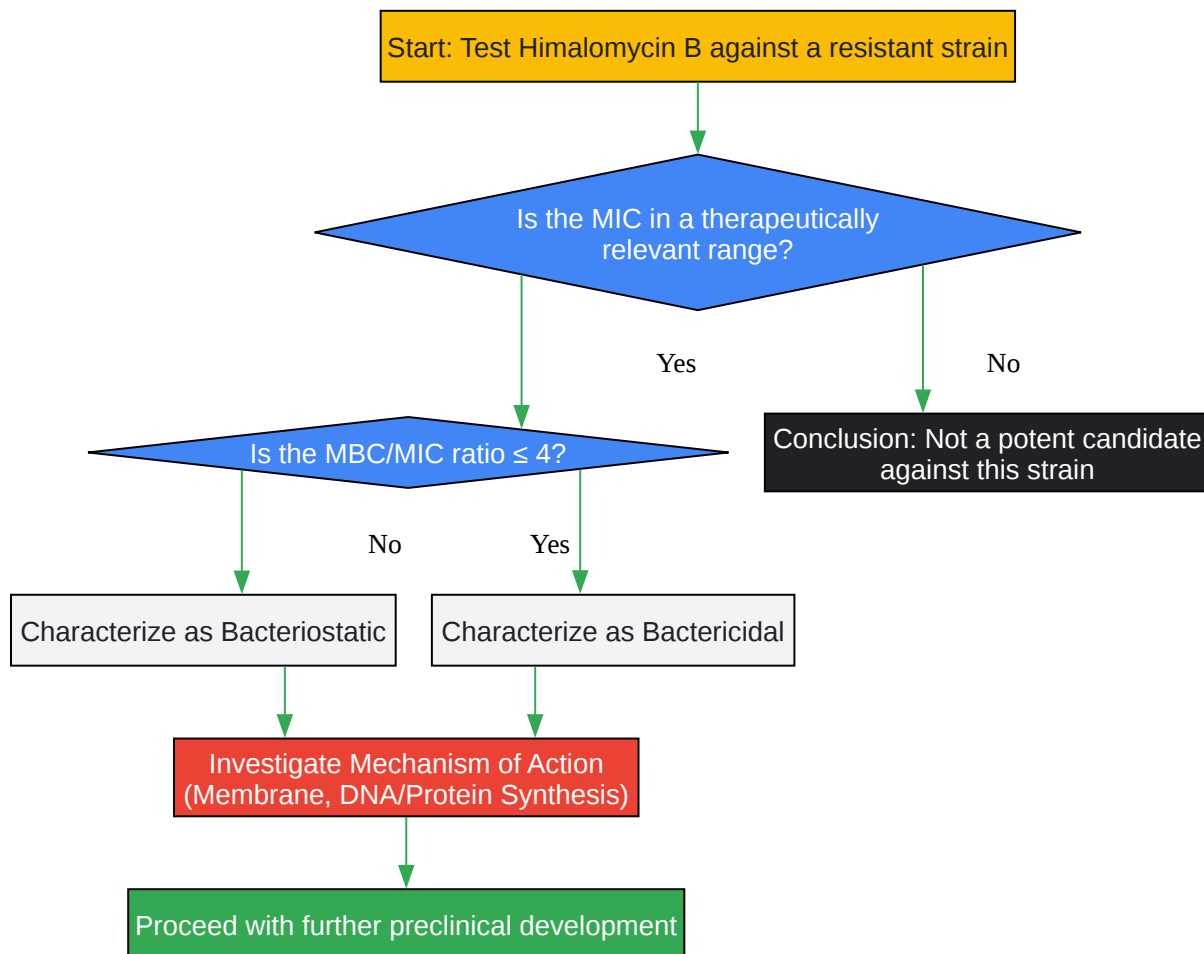 Start: Test Himalomycin B against a resistant strain
Is the MIC in a therapeutically
relevant range?
Yes
No
Is the MBC/MIC ratio ≤ 4?
Conclusion: Not a potent candidate
against this strain
No
Yes
Characterize as Bacteriostatic
Characterize as Bactericidal
Investigate Mechanism of Action
(Membrane, DNA/Protein Synthesis)
Proceed with further preclinical development